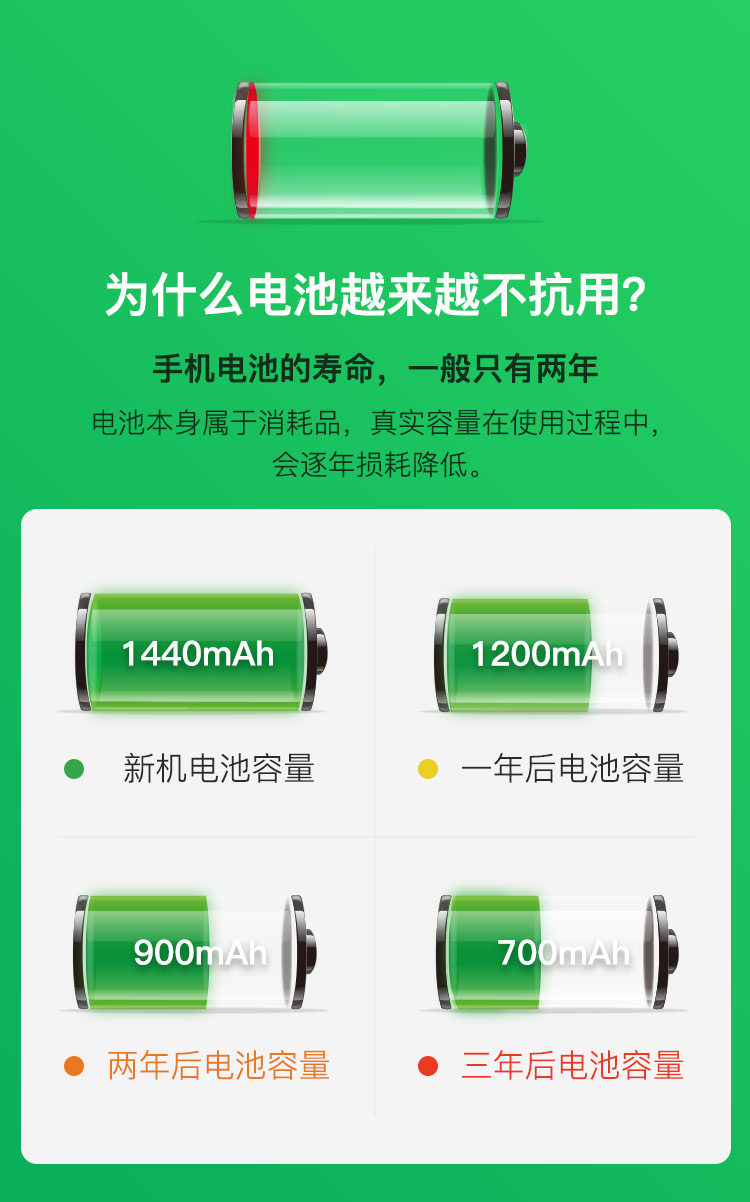 为什么电池越来越不抗用?
手机电池的寿命，一般只有两年
电池本身属于消耗品，真实容量在使用过程中，
会逐年损耗降低。
1440mAh
1200mAh
新机电池容量
一年后电池容量
900mAh
700mAh
两年后电池容量
三年后电池容量